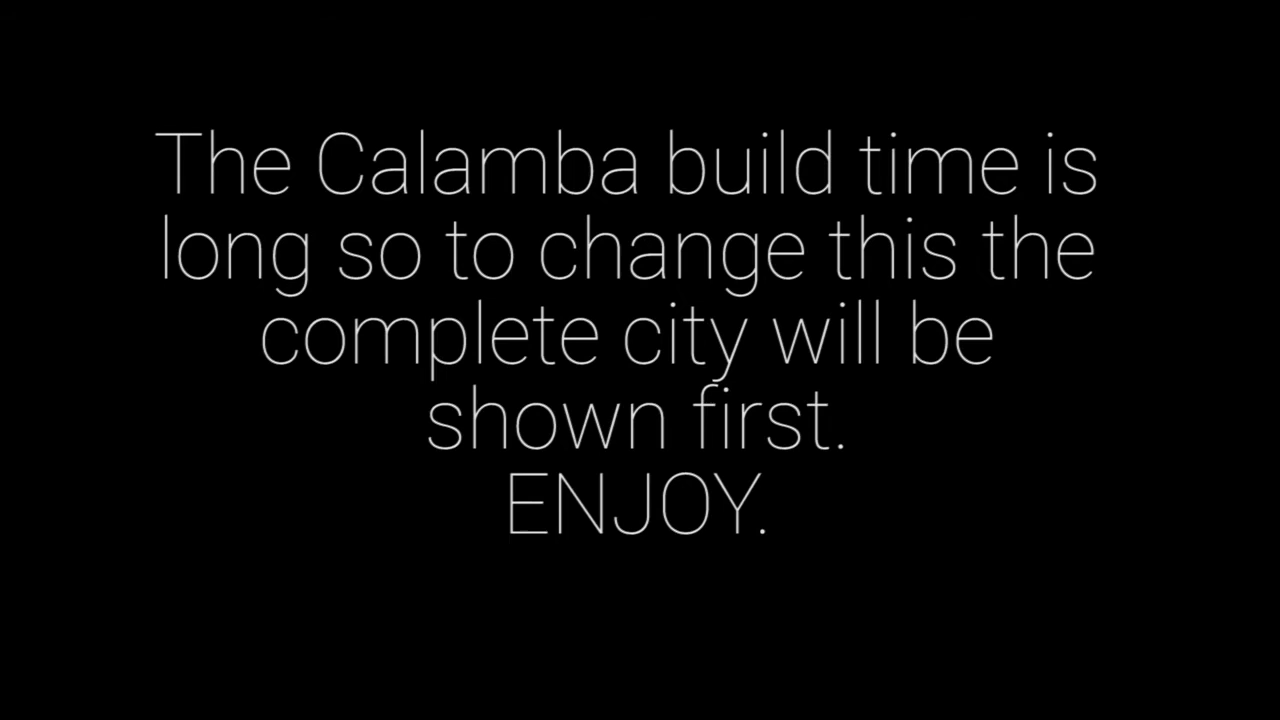 The Calamba build time is
long so to change this the
complete city will be
shown first.
ENJOY.